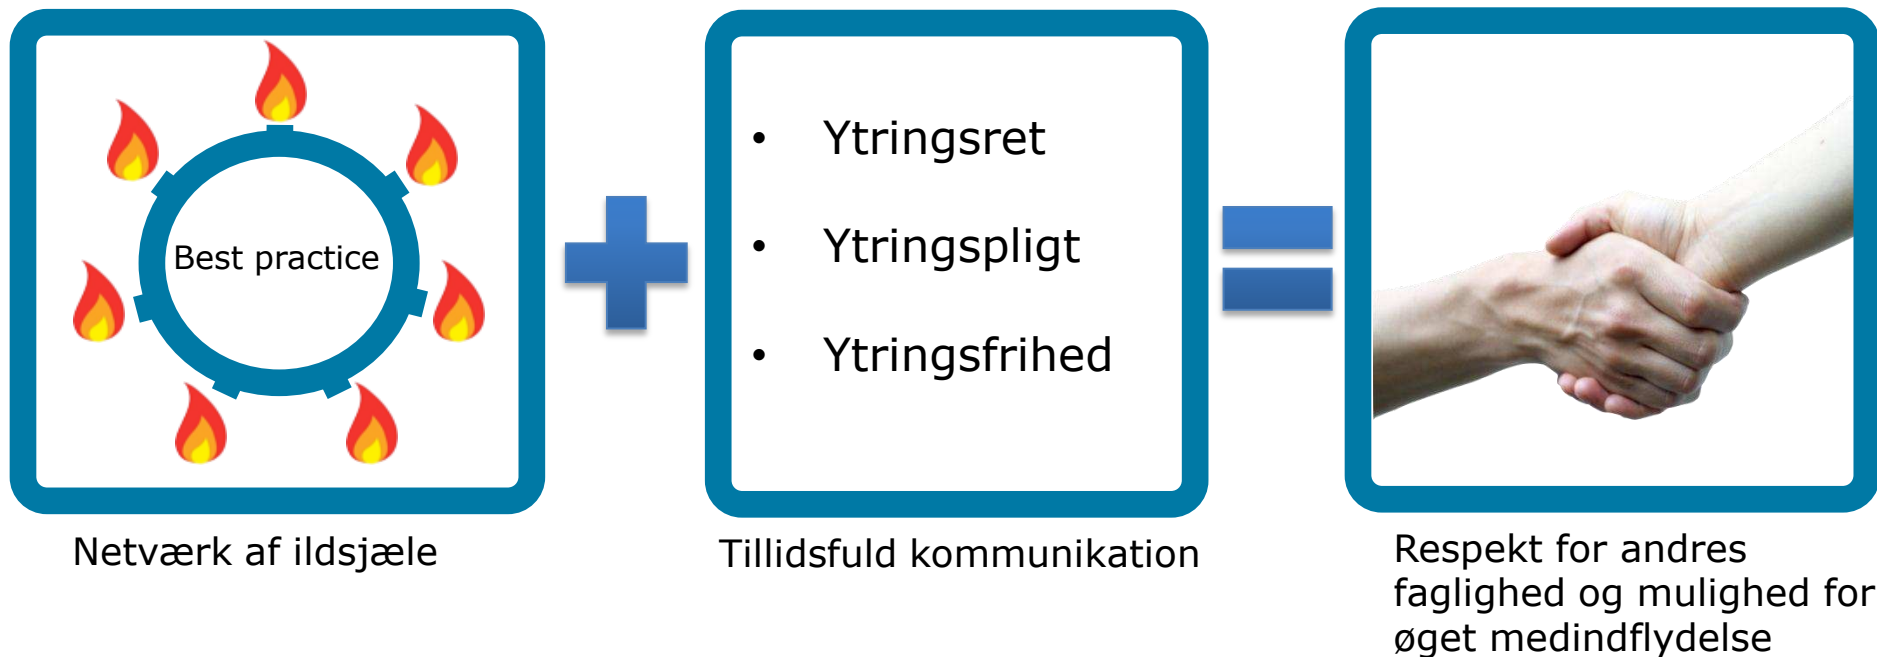 Best practice
• Ytringsret
• Ytringspligt
• Ytringsfrihed
Netværk af ildsjæle
Tillidsfuld kommunikation
Respekt for andres
faglighed og mulighed for
øget medindflydelse